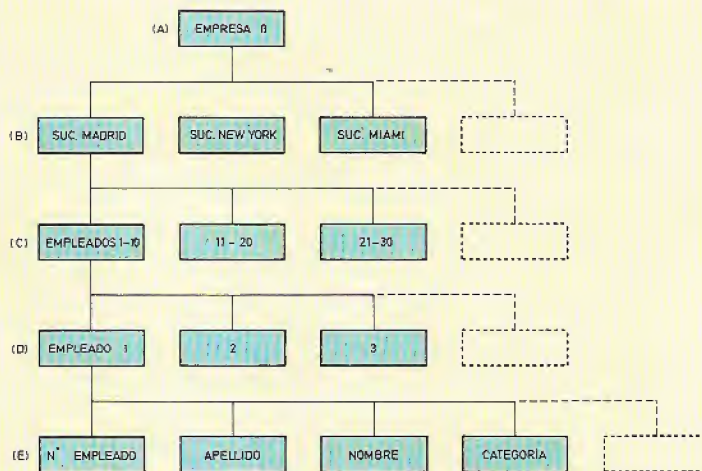 (A) EMPRESA B
(B) SUC. MADRID SUC. NEW YORK SUC. MIAMI
(C) EMPLEADOS 1-10 11-20 21-30
(D) EMPLEADO 1 2 3
(E) N° EMPLEADO APELLIDO NOMBRE CATEGORÍA